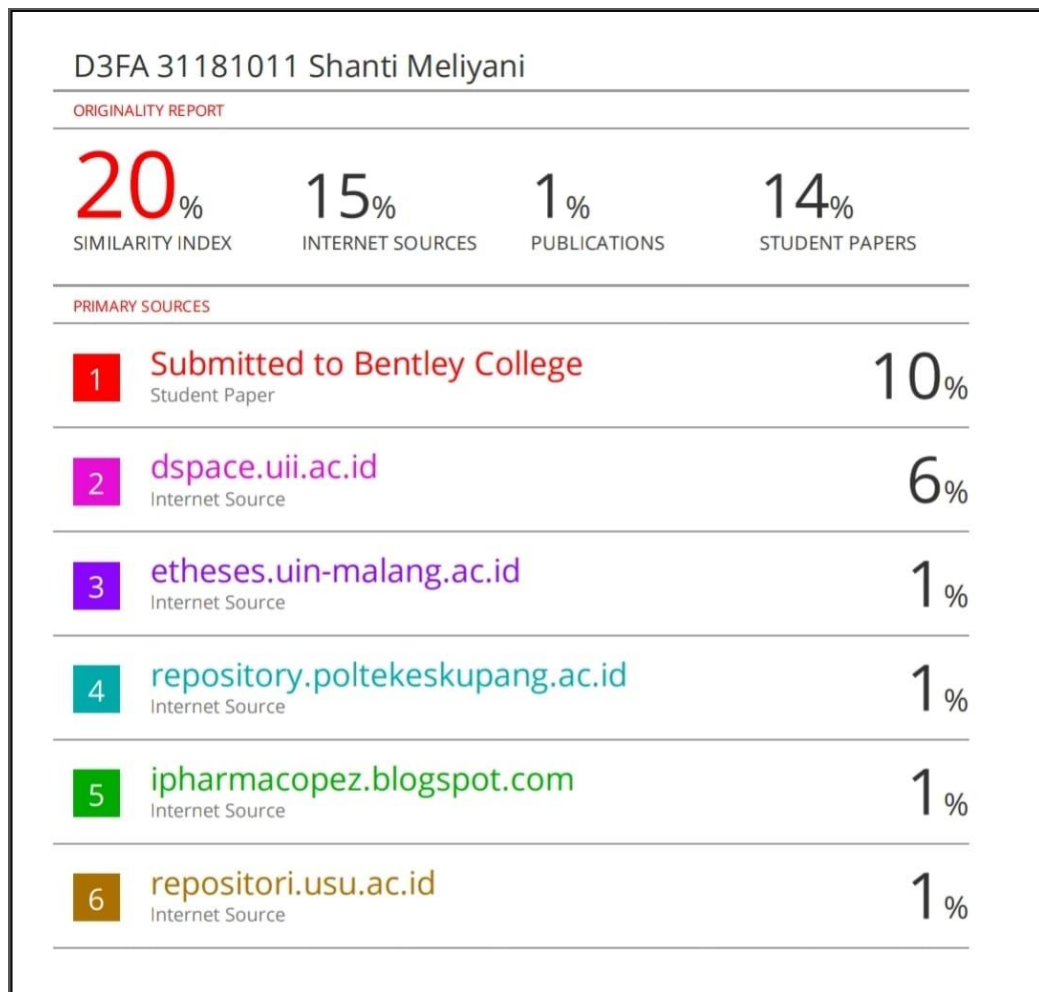 D3FA 31181011 Shanti Meliyani
ORIGINALITY REPORT
20% 15% 1% 14%
SIMILARITY INDEX INTERNET SOURCES PUBLICATIONS STUDENT PAPERS
PRIMARY SOURCES
1 Submitted to Bentley College 10%
Student Paper
2 dspace.uii.ac.id 6%
Internet Source
3 etheses.uin-malang.ac.id 1%
Internet Source
4 repository.poltekeskupang.ac.id 1%
Internet Source
5 ipharmacopez.blogspot.com 1%
Internet Source
6 repositori.usu.ac.id 1%
Internet Source